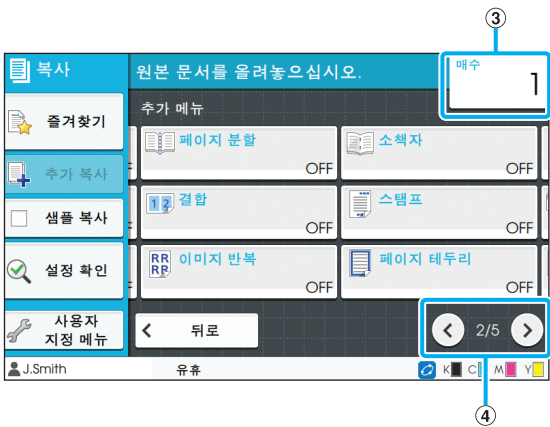 ③
복사
원본 문서를 올려놓으십시오.
매수
1
즐겨찾기
추가 메뉴
페이지 분할
OFF
소책자
OFF
추가 복사
1 2
결합
OFF
스탬프
OFF
샘플 복사
RR
RR
이미지 반복
OFF
페이지 테두리
OFF
설정 확인
사용자
지정 메뉴
뒤로
2/5
J.Smith
유휴
K C M Y
④